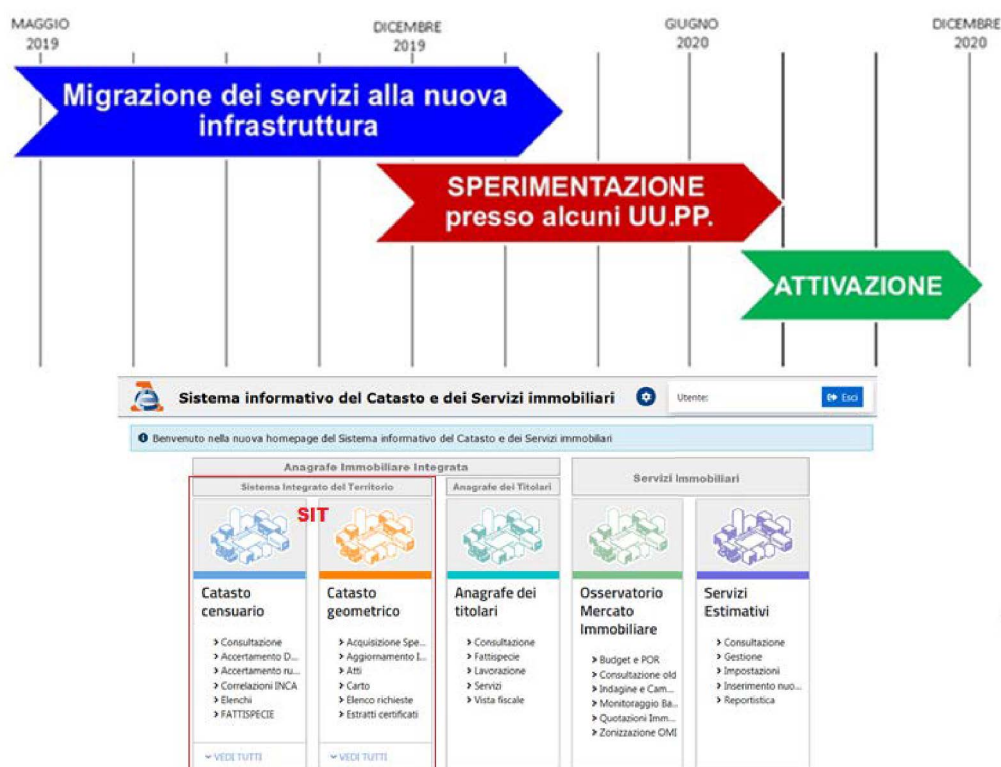 MAGGIO
2019
DICEMBRE
2019
GIUGNO
2020
DICEMBRE
2020
Migrazione dei servizi alla nuova
infrastruttura
SPERIMENTAZIONE
presso alcuni UU.PP.
ATTIVAZIONE
Sistema informativo del Catasto e dei Servizi immobiliari
Utente:
Esci
Benvenuto nella nuova homepage del Sistema informativo del Catasto e dei Servizi immobiliari
Anagrafe Immobiliare Integrata
Servizi Immobiliari
Sistema Integrato del Territorio
Anagrafe dei Titolari
SIT
Catasto
censuario
Consultazione
Accertamento D...
Accertamento ru...
Correlazioni INCA
Elenchi
FATTISPECIE
VEDI TUTTI
Catasto
geometrico
Acquisizione Spe...
Aggiornamento I...
Atti
Carto
Elenco richieste
Estratti certificati
VEDI TUTTI
Anagrafe dei
titolari
Consultazione
Fattispecie
Lavorazione
Servizi
Vista fiscale
Osservatorio
Mercato
Immobiliare
Budget e POR
Consultazione old
Indagine e Cam...
Monitoraggio Ba...
Quotazioni Imm...
Zonizzazione OMI
Servizi
Estimativi
Consultazione
Gestione
Impostazioni
Inserimento nuo...
Reportistica